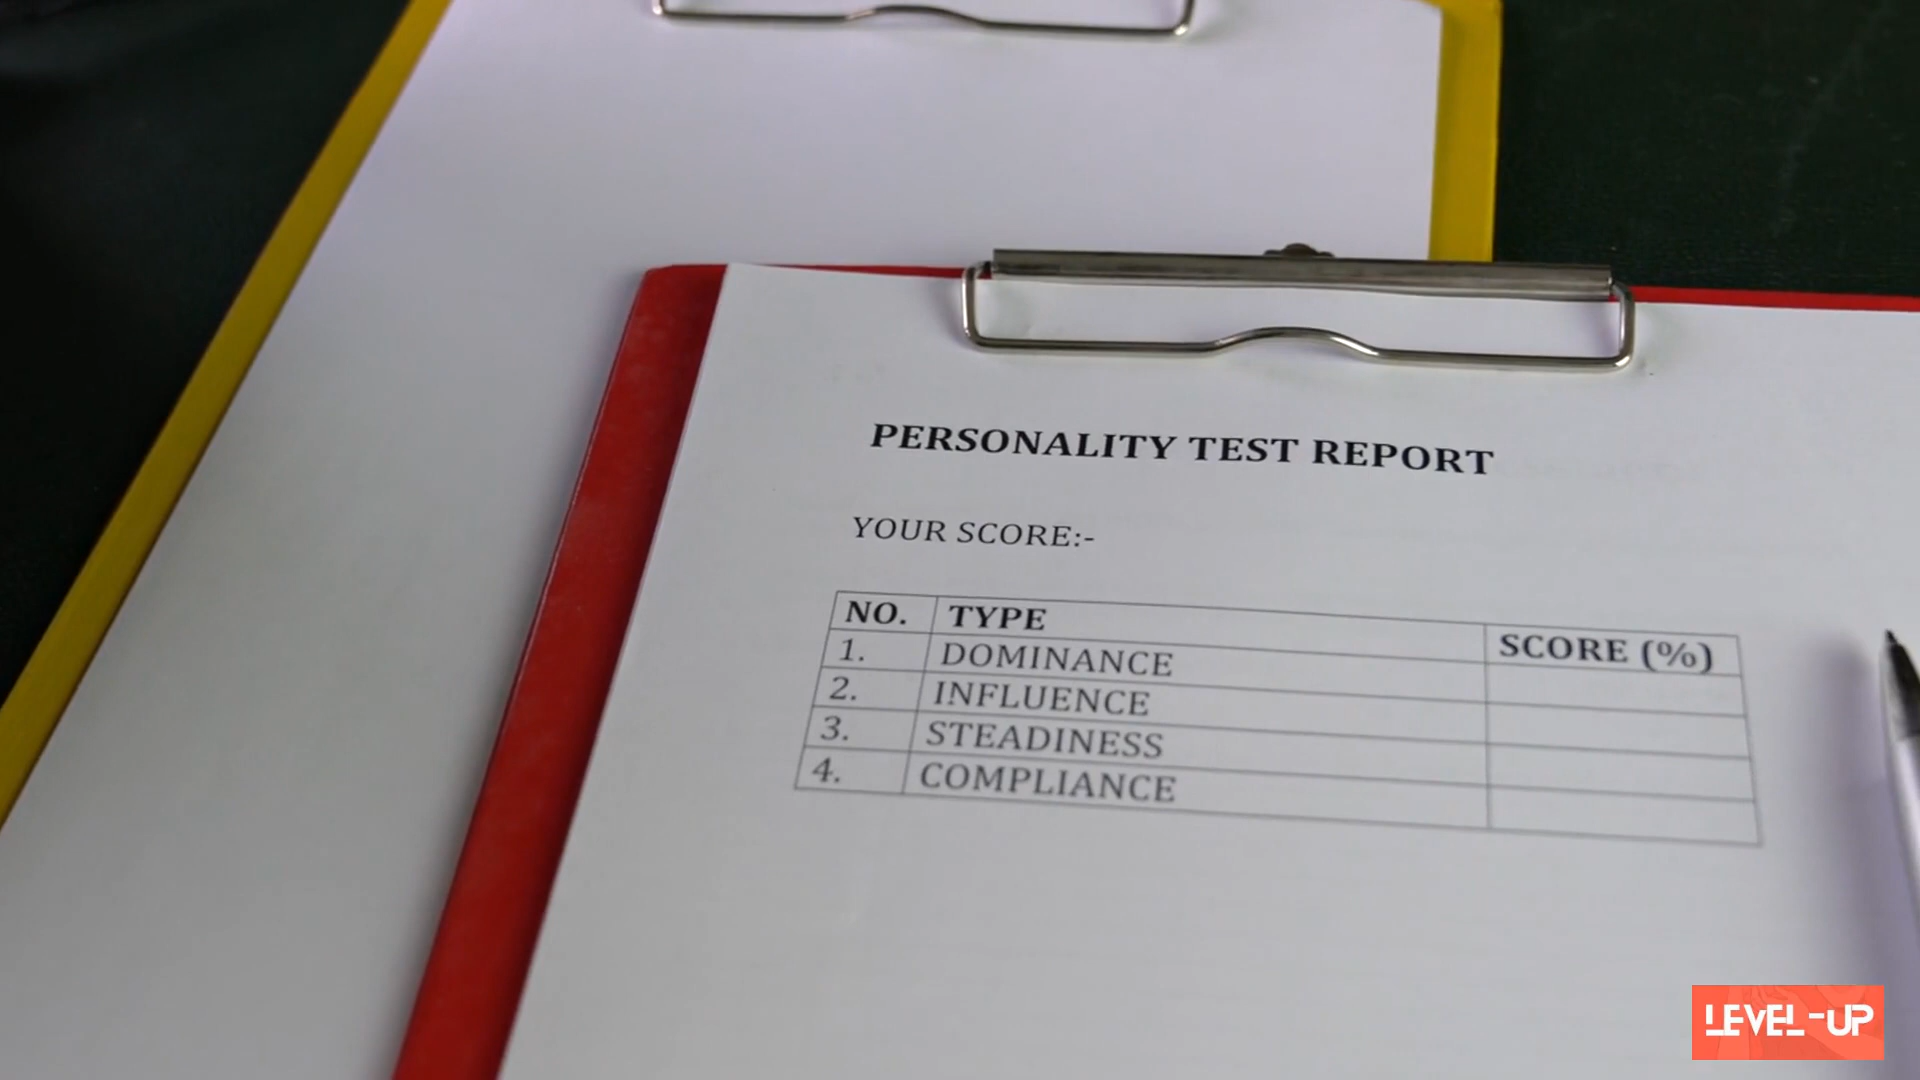 PERSONALITY TEST REPORT
YOUR SCORE:-
NO. TYPE SCORE (%)
1. DOMINANCE
2. INFLUENCE
3. STEADINESS
4. COMPLIANCE
LEVEL-UP